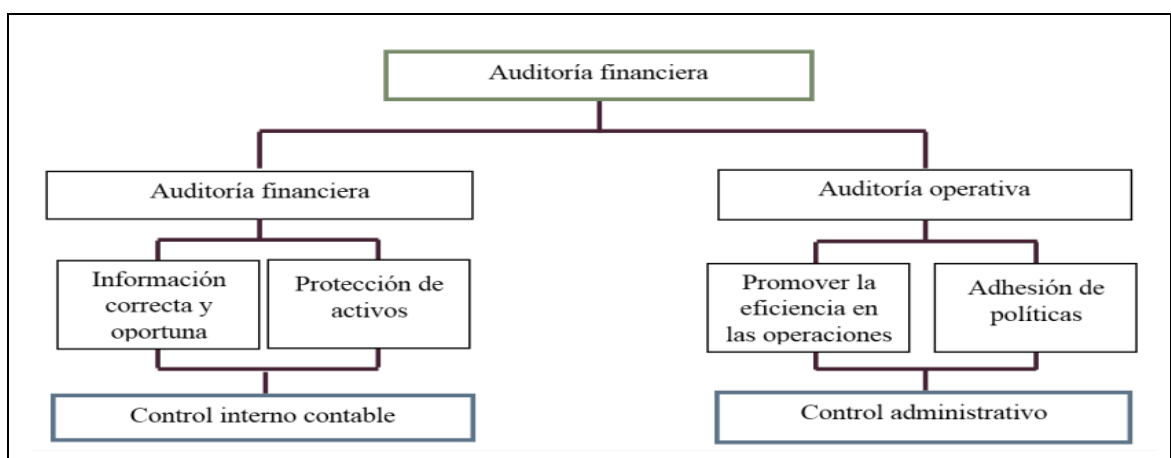 Auditoría financiera
Auditoría financiera
Auditoría operativa
Información
correcta y
oportuna
Protección de
activos
Promover la
eficiencia en
las operaciones
Adhesión de
políticas
Control interno contable
Control administrativo